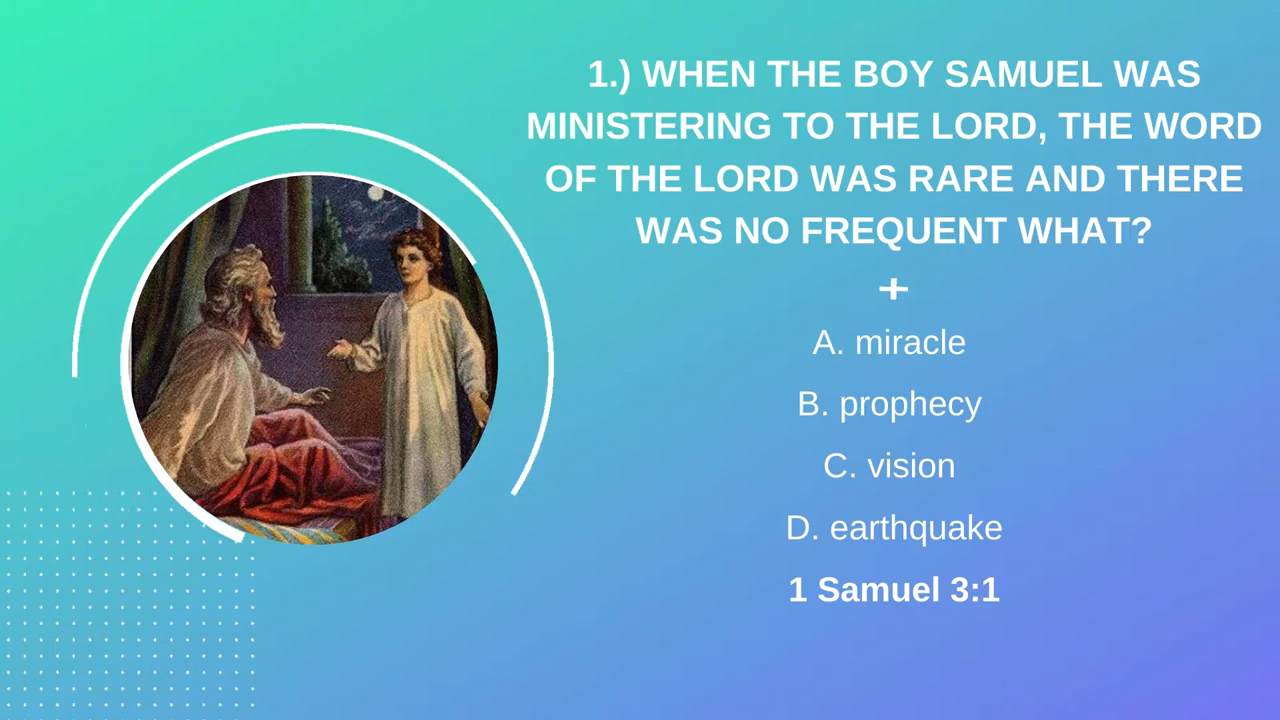 1.) WHEN THE BOY SAMUEL WAS
MINISTERING TO THE LORD, THE WORD
OF THE LORD WAS RARE AND THERE
WAS NO FREQUENT WHAT?
A. miracle
B. prophecy
C. vision
D. earthquake
1 Samuel 3:1